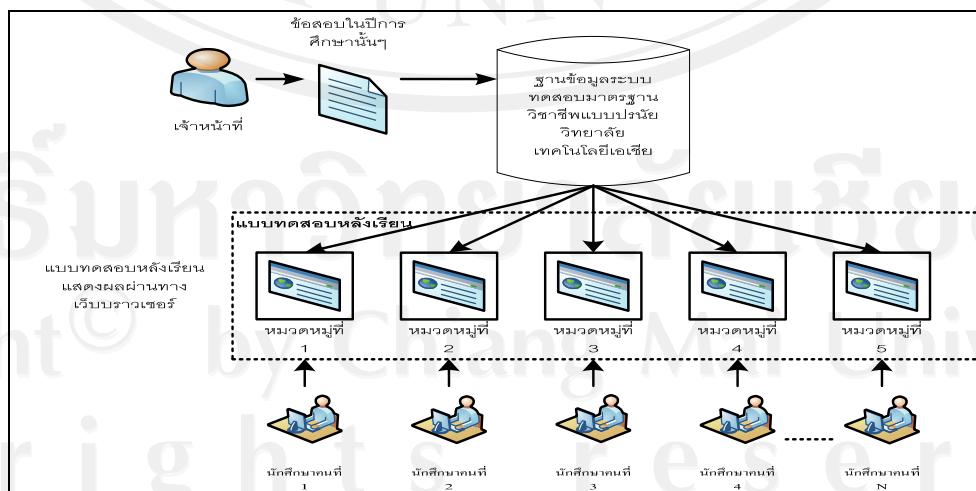 ข้อสอบในปีการ
ศึกษานั้นๆ
เจ้าหน้าที่
ฐานข้อมูลระบบ
ทดสอบมาตรฐาน
วิชาชีพแบบปรนัย
วิทยาลัย
เทคโนโลยีเอเชีย
แบบทดสอบหลังเรียน
แบบทดสอบหลังเรียน
แสดงผลผ่านทาง
เว็บบราวเซอร์
หมวดหมู่ที่
1
หมวดหมู่ที่
2
หมวดหมู่ที่
3
หมวดหมู่ที่
4
หมวดหมู่ที่
5
นักศึกษาคนที่
1
นักศึกษาคนที่
2
นักศึกษาคนที่
3
นักศึกษาคนที่
4
นักศึกษาคนที่
N
by Chiang Mai Univ
rights reser